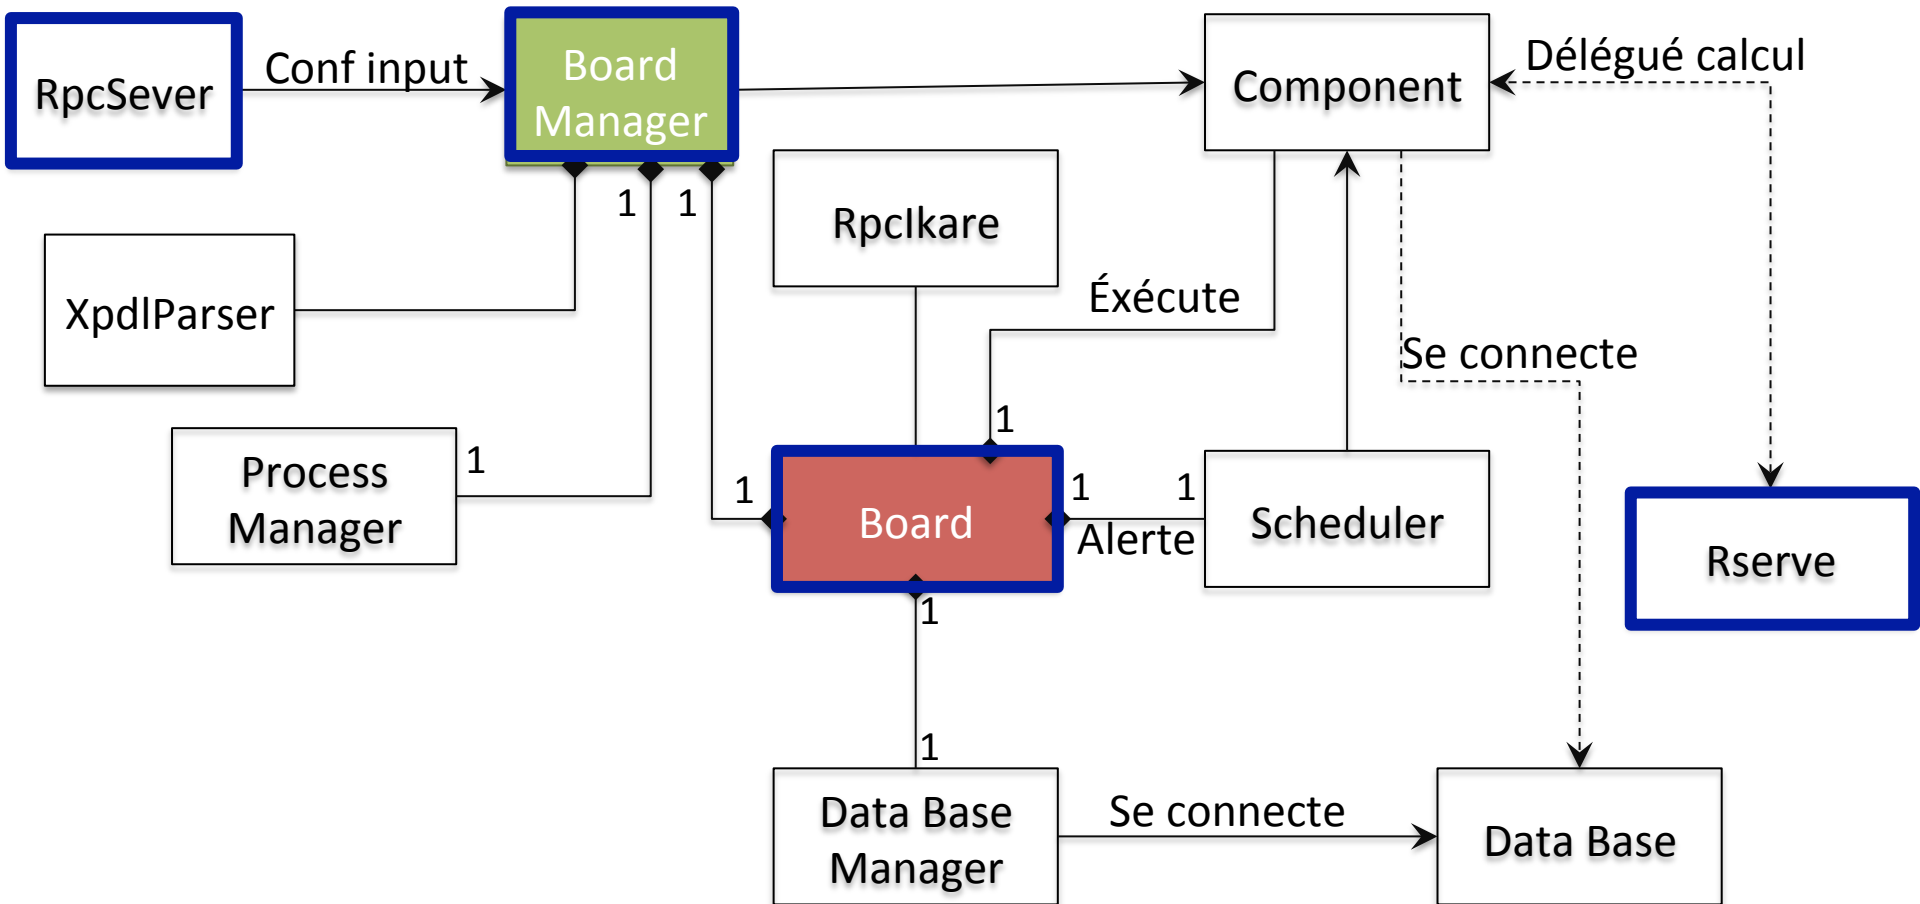 RpcSever
Conf input
Board
Manager
Component
Délégué calcul
1
1
RpcIkare
XpdlParser
Éxécute
Se connecte
Process
Manager
1
1
1
Board
1
1
Alerte
Scheduler
Rserve
1
1
Data Base
Manager
Se connecte
Data Base